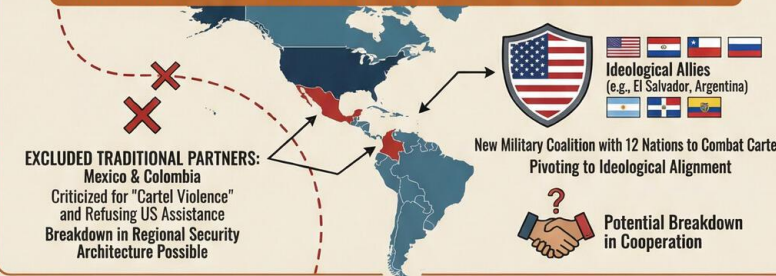 EXCLUDED TRADITIONAL PARTNERS:
Mexico & Colombia
Criticized for "Cartel Violence"
and Refusing US Assistance
Breakdown in Regional Security
Architecture Possible
Ideological Allies
(e.g., El Salvador, Argentina)
New Military Coalition with 12 Nations to Combat Carte
Pivoting to Ideological Alignment
?
Potential Breakdown
in Cooperation